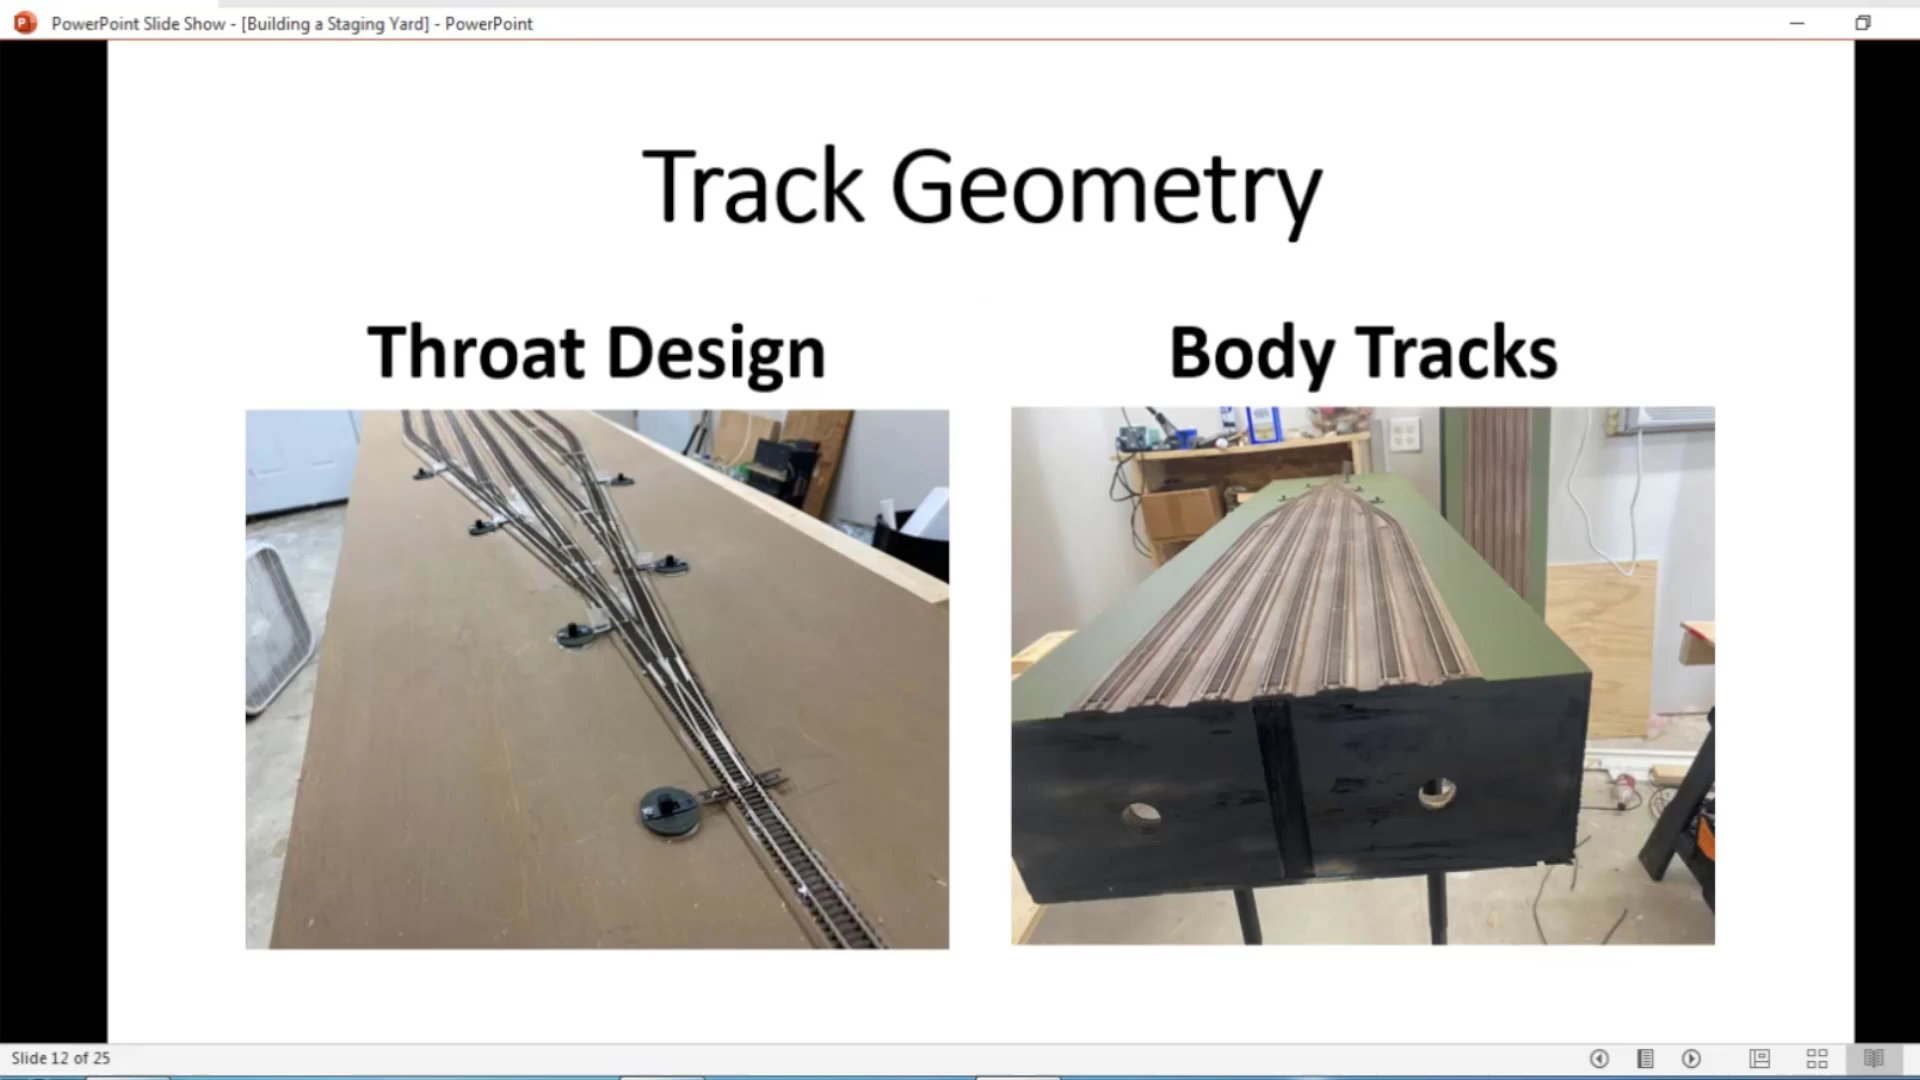 PowerPoint Slide Show - [Building a Staging Yard] - PowerPoint
Track Geometry
Throat Design
Body Tracks
Slide 12 of 25